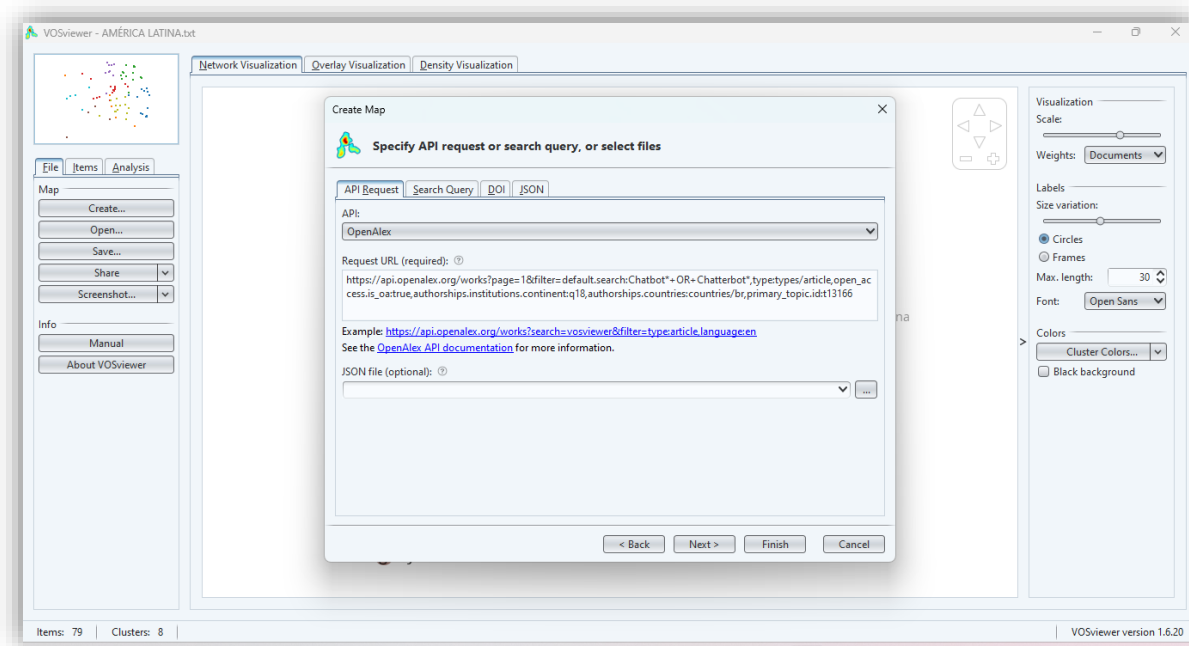 VOSviewer - AMÉRICA LATINA.txt
Network Visualization Overlay Visualization Density Visualization
File Items Analysis
Map
Create...
Open...
Save...
Share
Screenshot...
Info
Manual
About VOSviewer
Create Map
Specify API request or search query, or select files
API Request Search Query DOI JSON
API:
OpenAlex
Request URL (required):
https://api.openalex.org/works?page=1&filter=default.search:Chatbot*+OR+Chatterbot*,type:types/article,open_ac
cess.is_oa:true,authorships.institutions.continent:q18,authorships.countries:countries/br,primary_topic.id:t13166
Example: https://api.openalex.org/works?search=vosviewer&filter=type:article,language:en
See the OpenAlex API documentation for more information.
JSON file (optional):
...
< Back Next > Finish Cancel
na
Visualization
Scale:
Weights: Documents
Labels
Size variation:
Circles
Frames
Max. length: 30
Font: Open Sans
Colors
>
Cluster Colors...
Black background
Items: 79 Clusters: 8 VOSviewer version 1.6.20